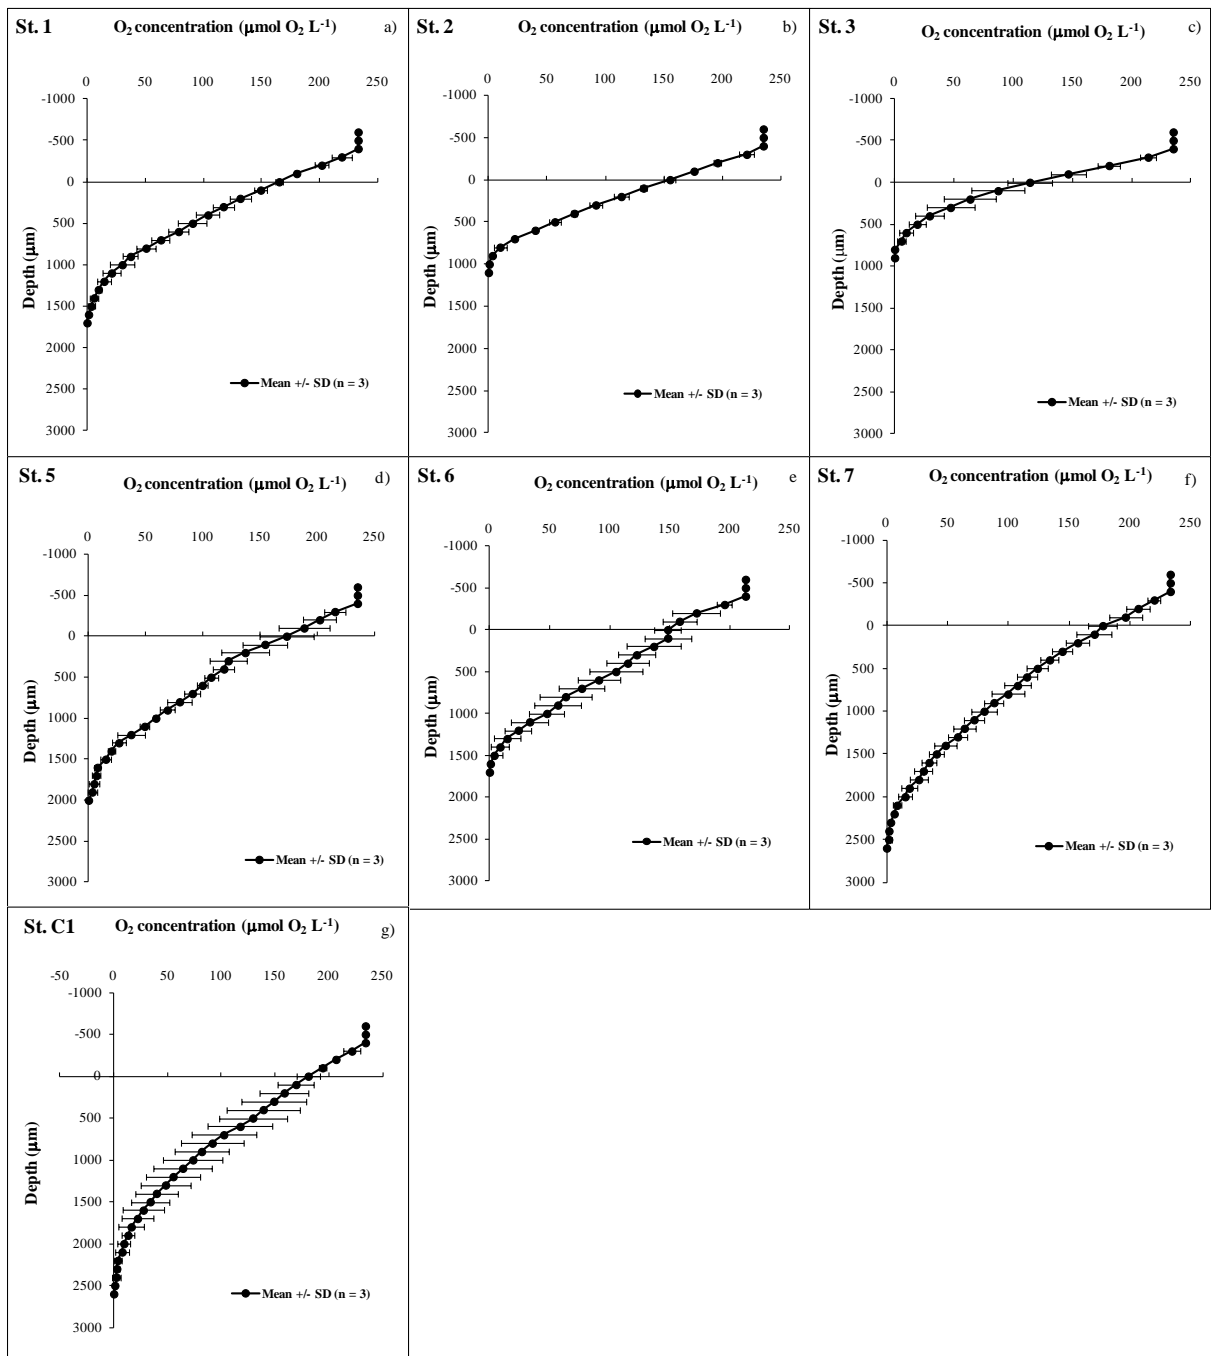 St. 1 O2 concentration (µmol O2 L-1) a)
0 50 100 150 200 250
-1000
-500
0
500
1000
1500
2000
2500
3000
Depth (µm)
Mean +/- SD (n = 3)
St. 2 O2 concentration (µmol O2 L-1) b)
0 50 100 150 200 250
-1000
-500
0
500
1000
1500
2000
2500
3000
Depth (µm)
Mean +/- SD (n = 3)
St. 3 O2 concentration (µmol O2 L-1) c)
0 50 100 150 200 250
-1000
-500
0
500
1000
1500
2000
2500
3000
Depth (µm)
Mean +/- SD (n = 3)
St. 5 O2 concentration (µmol O2 L-1) d)
0 50 100 150 200 250
-1000
-500
0
500
1000
1500
2000
2500
3000
Depth (µm)
Mean +/- SD (n = 3)
St. 6 O2 concentration (µmol O2 L-1) e
0 50 100 150 200 250
-1000
-500
0
500
1000
1500
2000
2500
3000
Depth (µm)
Mean +/- SD (n = 3)
St. 7 O2 concentration (µmol O2 L-1) f)
0 50 100 150 200 250
-1000
-500
0
500
1000
1500
2000
2500
3000
Depth (µm)
Mean +/- SD (n = 3)
St. C1 O2 concentration (µmol O2 L-1) g)
-50 0 50 100 150 200 250
-1000
-500
0
500
1000
1500
2000
2500
3000
Depth (µm)
Mean +/- SD (n = 3)